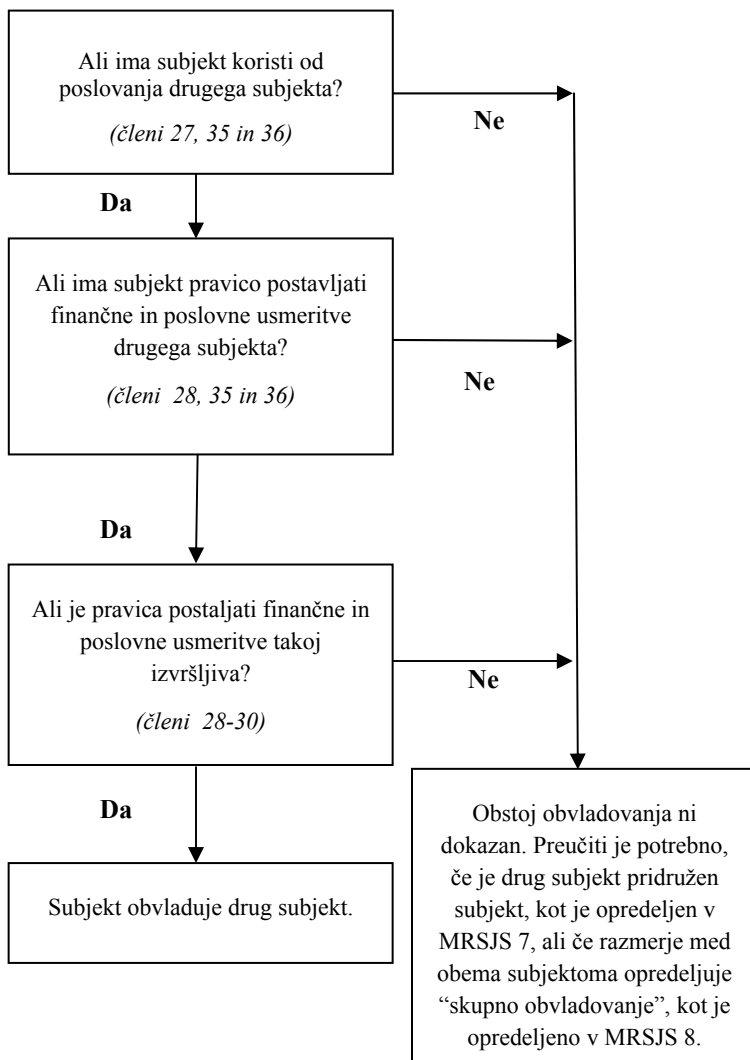 Ali ima subjekt koristi od
poslovanja drugega subjekta?
(členi 27, 35 in 36)
Ne
Da
Ali ima subjekt pravico postavljati
finančne in poslovne usmeritve
drugega subjekta?
(členi  28, 35 in 36)
Ne
Da
Ali je pravica postaljati finančne in
poslovne usmeritve takoj
izvršljiva?
(členi  28-30)
Ne
Da
Subjekt obvladuje drug subjekt.
Obstoj obvladovanja ni
dokazan. Preučiti je potrebno,
če je drug subjekt pridružen
subjekt, kot je opredeljen v
MRSJS 7, ali če razmerje med
obema subjektoma opredeljuje
“skupno obvladovanje”, kot je
opredeljeno v MRSJS 8.